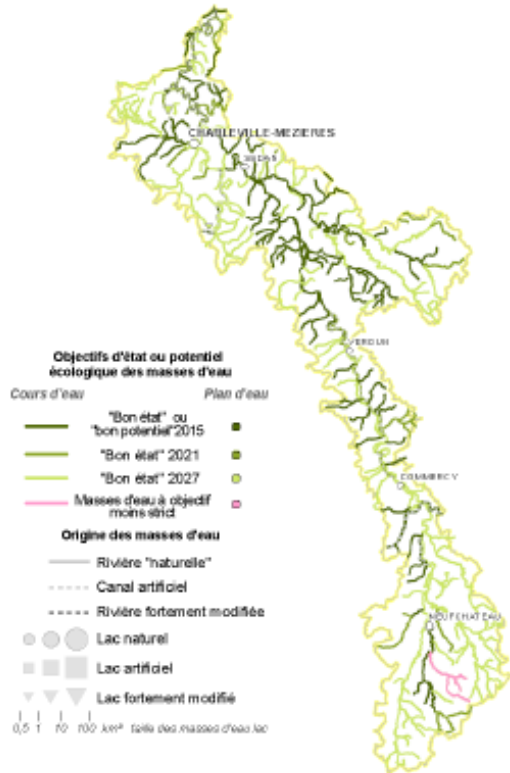 CHARLEVILLE-MEZIERES
SEDAN
VERDUN
COMMERCY
NEUFCHATEAU
Objectifs d'état ou potentiel
écologique des masses d'eau
Cours d'eau Plan d'eau
"Bon état" ou
"bon potentiel"2015
"Bon état" 2021
"Bon état" 2027
Masses d'eau à objectif
moins strict
Origine des masses d'eau
Rivière "naturelle"
Canal artificiel
Rivière fortement modifiée
Lac naturel
Lac artificiel
Lac fortement modifié
0,5 1 10 100 km² taille des masses d'eau lac